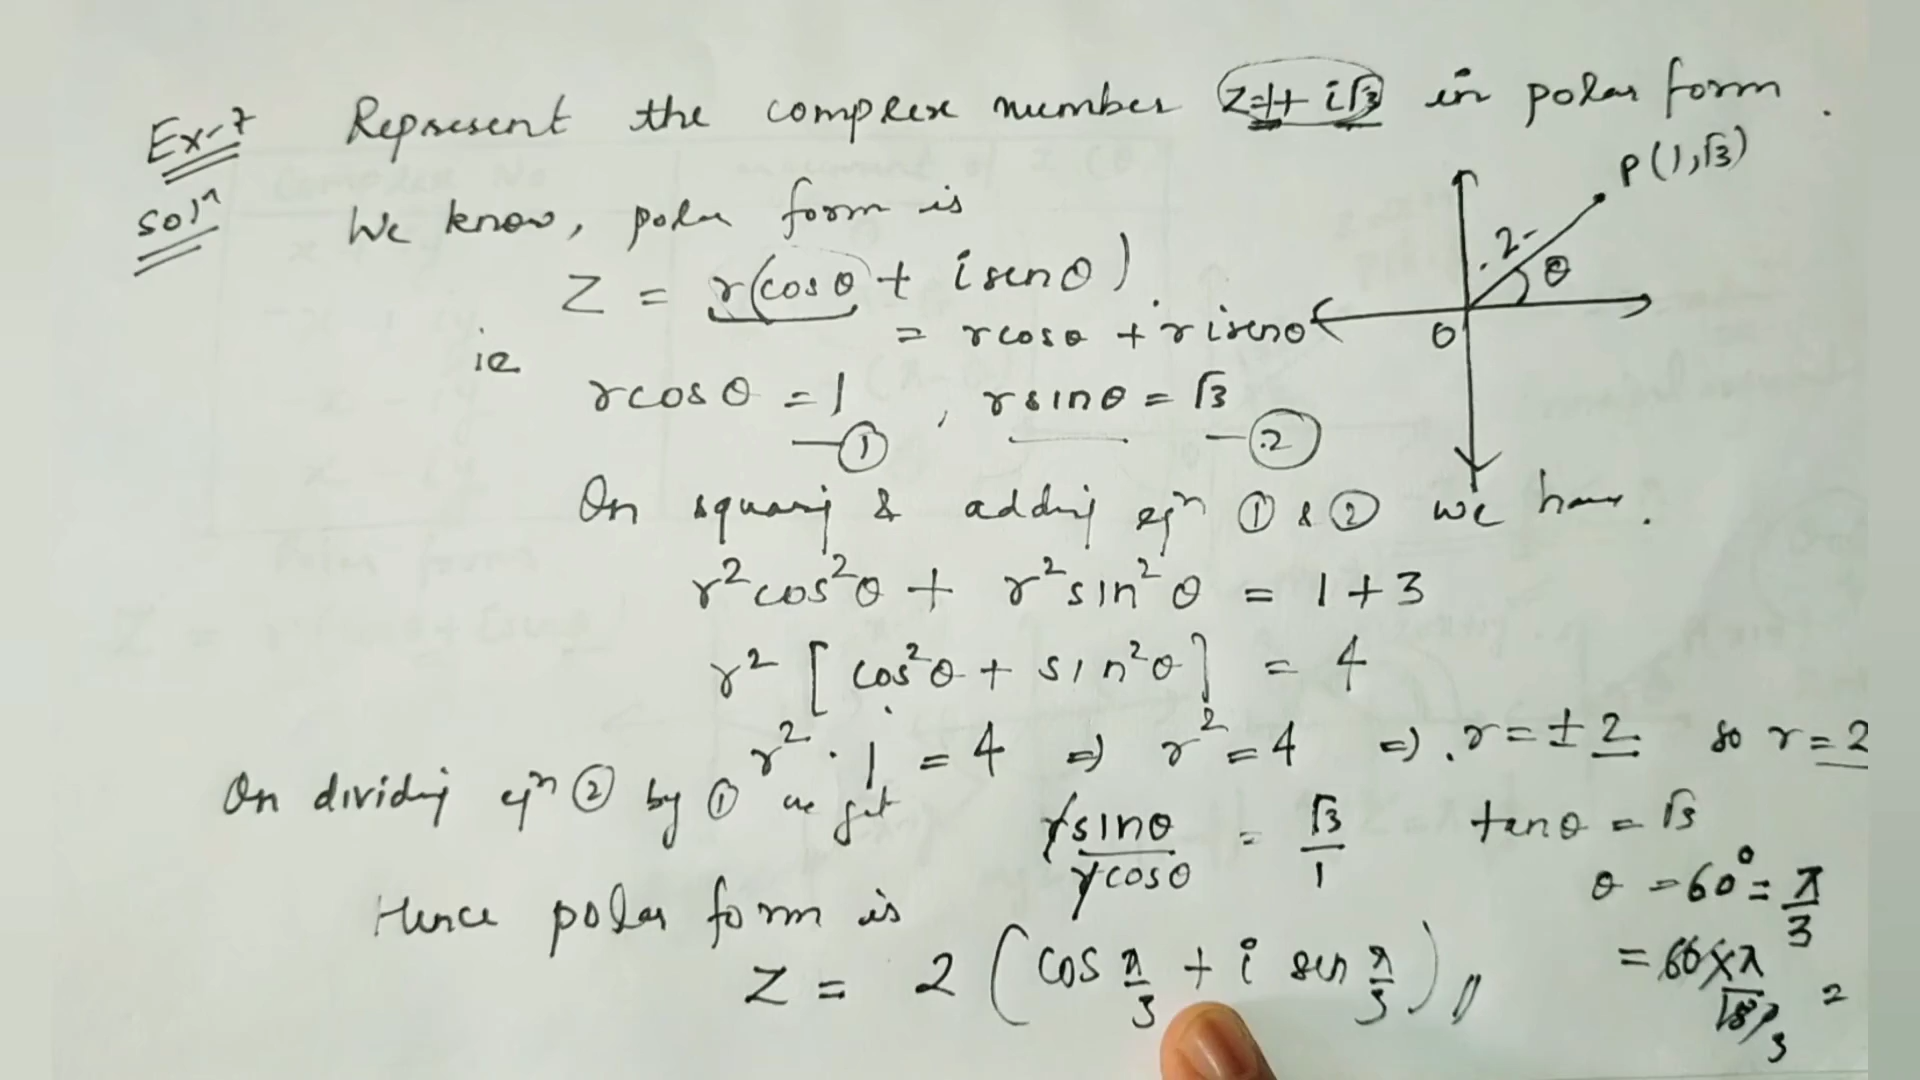 Ex-7 Represent the complex number z=1+i√3 in polar form.
P(1,√3)
Solⁿ We know, polar form is
2
θ
Z = r(cosθ + i sinθ).
O
= rcosθ + r i sinθ
ie
rcosθ = 1 , rsinθ = √3
—① —②
On squaring & adding eqⁿ ① & ② we have.
r²cos²θ + r²sin²θ = 1+3
r² [cos²θ + sin²θ] = 4
r².1 = 4 ⇒ r² = 4 ⇒ r = ±2 so r = 2
On dividing eqⁿ ② by ① we get
rsinθ/rcosθ = √3/1 tanθ = √3
θ = 60° = π/3
Hence polar form is
Z = 2 (cos π/3 + i sin π/3)